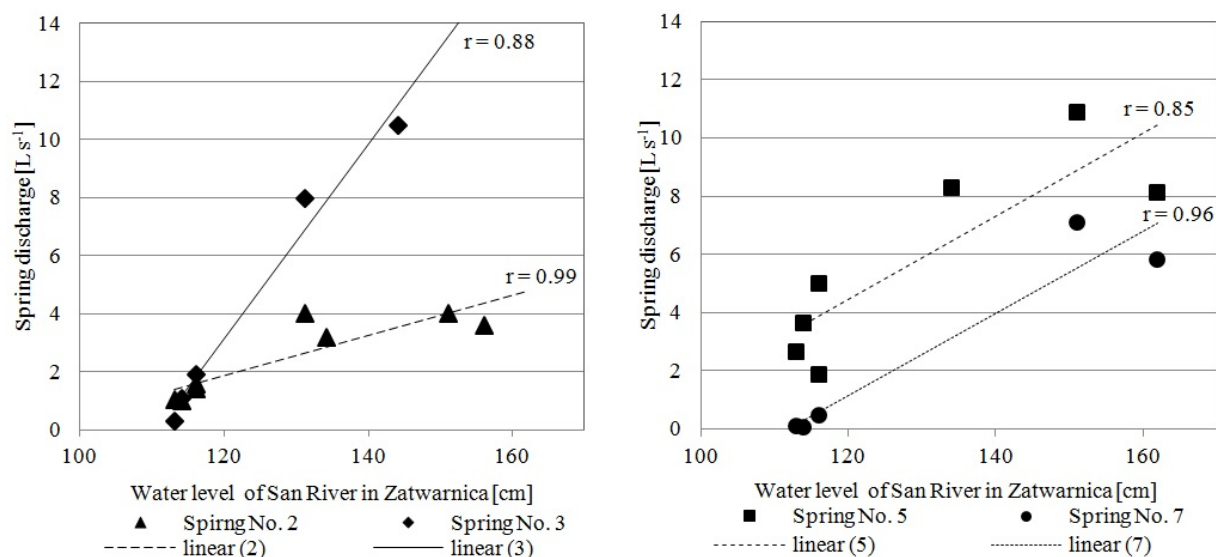 Spring discharge [L s⁻¹]
14
12
10
8
6
4
2
0
r = 0.88
r = 0.99
100
120
140
160
Water level of San River in Zatwarnica [cm]
Spirng No. 2
Spring No. 3
linear (2)
linear (3)
Spring discharge [L s⁻¹]
14
12
10
8
6
4
2
0
r = 0.85
r = 0.96
100
120
140
160
Water level of San River in Zatwarnica [cm]
Spring No. 5
Spring No. 7
linear (5)
linear (7)